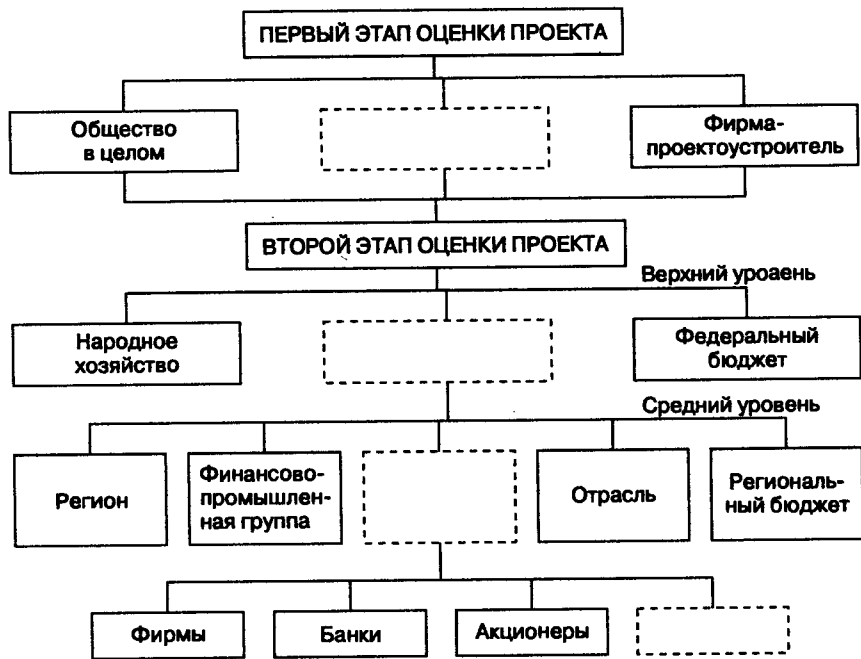 ПЕРВЫЙ ЭТАП ОЦЕНКИ ПРОЕКТА
Общество
в целом
Фирма-
проектоустроитель
ВТОРОЙ ЭТАП ОЦЕНКИ ПРОЕКТА
Верхний уроаень
Народное
хозяйство
Федеральный
бюджет
Средний уровень
Регион
Финансово-
промышлен-
ная группа
Отрасль
Региональ-
ный бюджет
Фирмы
Банки
Акционеры